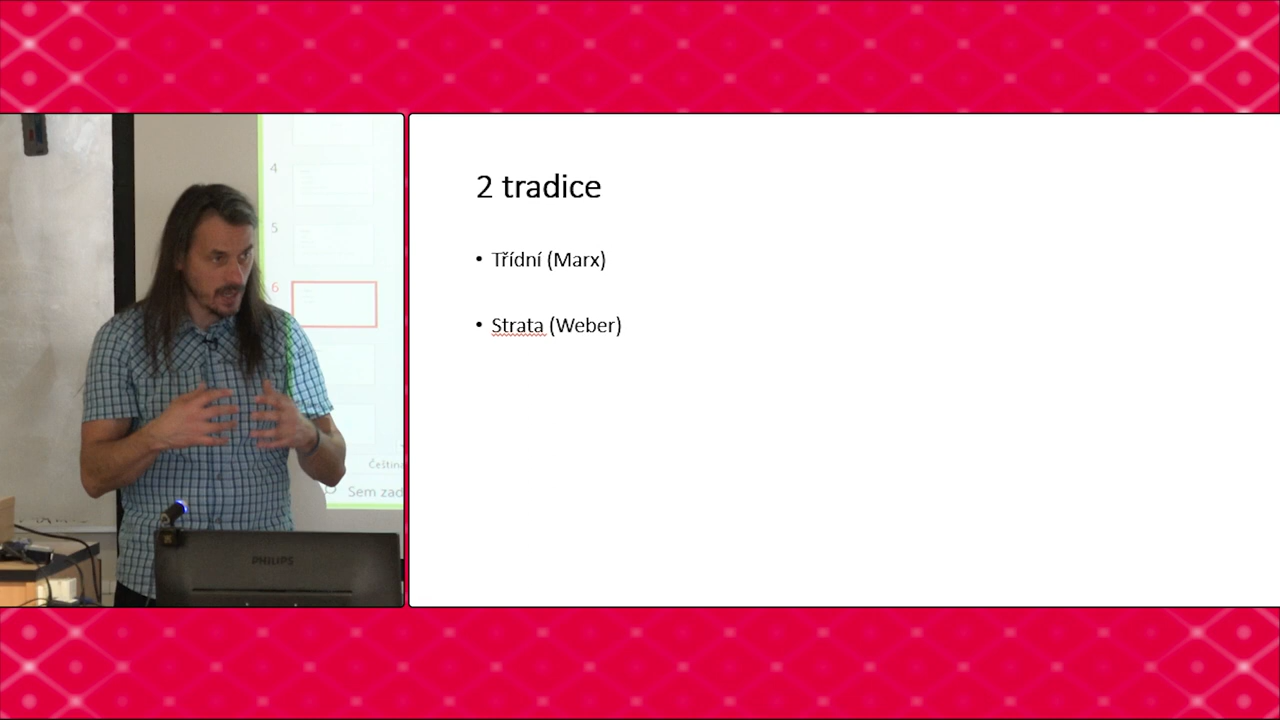 4
5
6
Čeština
Sem zad
PHILIPS
2 tradice
• Třídní (Marx)
• Strata (Weber)